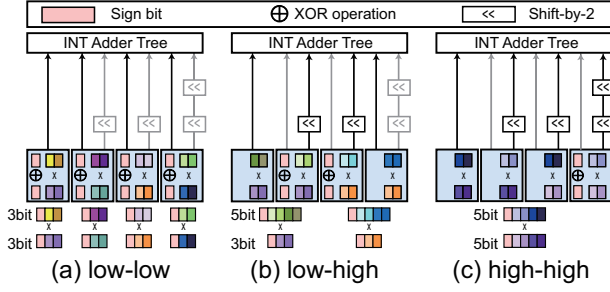 Sign bit XOR operation << Shift-by-2
INT Adder Tree INT Adder Tree INT Adder Tree
<< <<
<< << << << << << << << <<
x x x x x x x x x x x x
3bit 5bit 5bit
x x x x x x x
3bit 3bit 5bit
(a) low-low (b) low-high (c) high-high